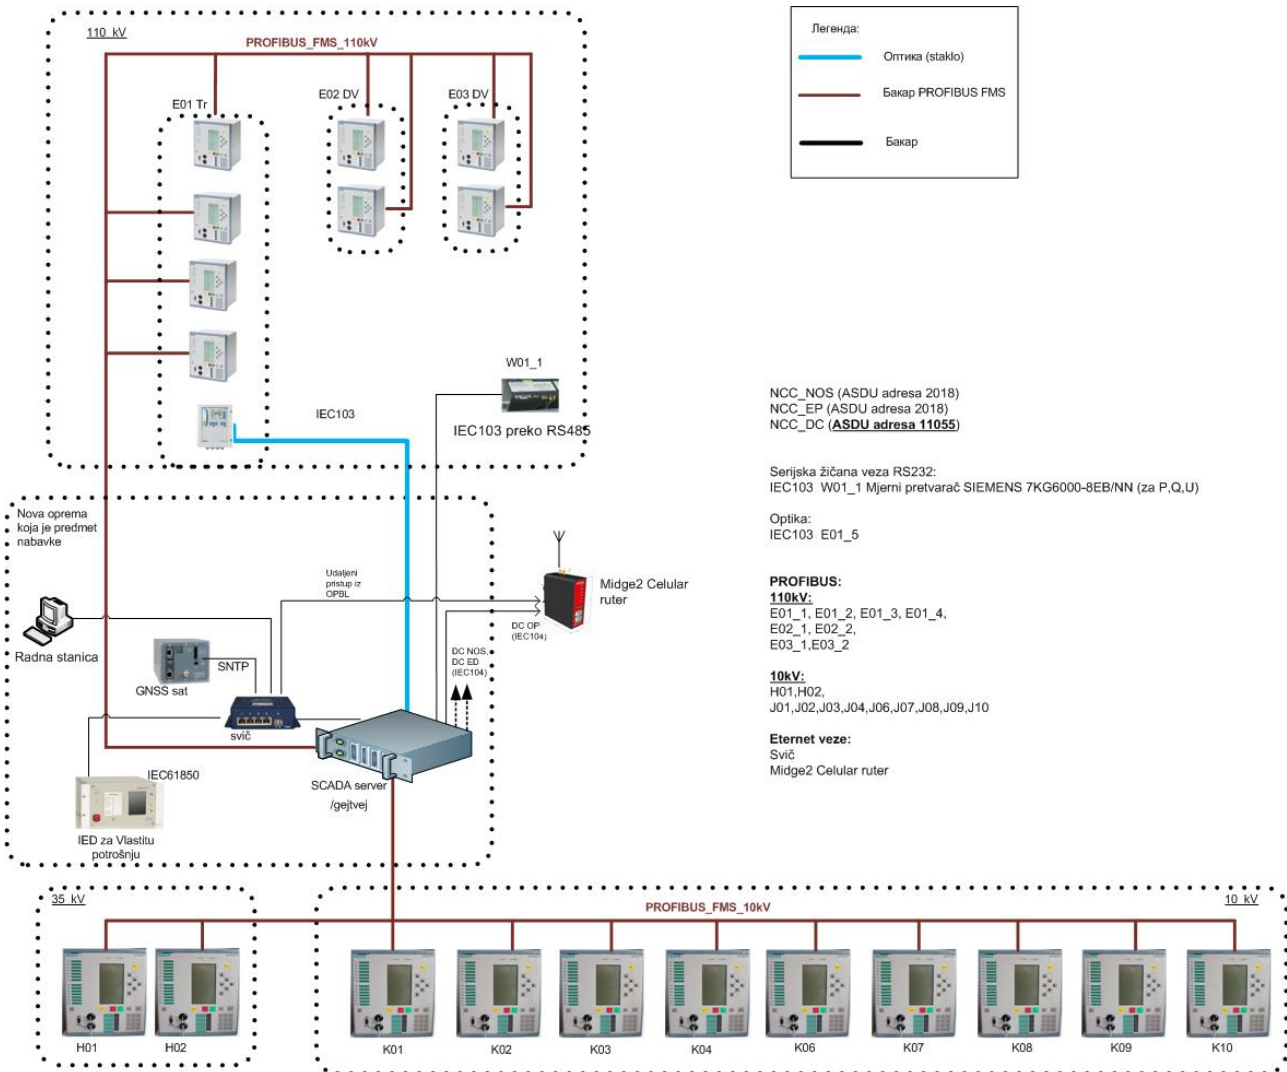 110 kV
PROFIBUS_FMS_110kV
E01 Tr
E02 DV
E03 DV
Легенда:
Оптика (staklo)
Бакар PROFIBUS FMS
Бакар
W01_1
IEC103
IEC103 preko RS485
NCC_NOS (ASDU adresa 2018)
NCC_EP (ASDU adresa 2018)
NCC_DC (ASDU adresa 11055)
Serijska žičana veza RS232:
IEC103 W01_1 Mjerni pretvarač SIEMENS 7KG6000-8EB/NN (za P,Q,U)
Optika:
IEC103 E01_5
PROFIBUS:
110kV:
E01_1, E01_2, E01_3, E01_4,
E02_1, E02_2,
E03_1,E03_2
10kV:
H01,H02,
J01,J02,J03,J04,J06,J07,J08,J09,J10
Eternet veze:
Svič
Midge2 Celular ruter
Nova oprema
koja je predmet
nabavke
Udaljeni
pristup iz
OPBL
Midge2 Celular
ruter
DC OP
(IEC104)
DC NOS,
DC ED
(IEC104)
Radna stanica
SNTP
GNSS sat
svič
IEC61850
SCADA server
/gejtvej
IED za Vlastitu
potrošnju
35 kV
PROFIBUS_FMS_10kV
10 kV
H01
H02
K01
K02
K03
K04
K06
K07
K08
K09
K10